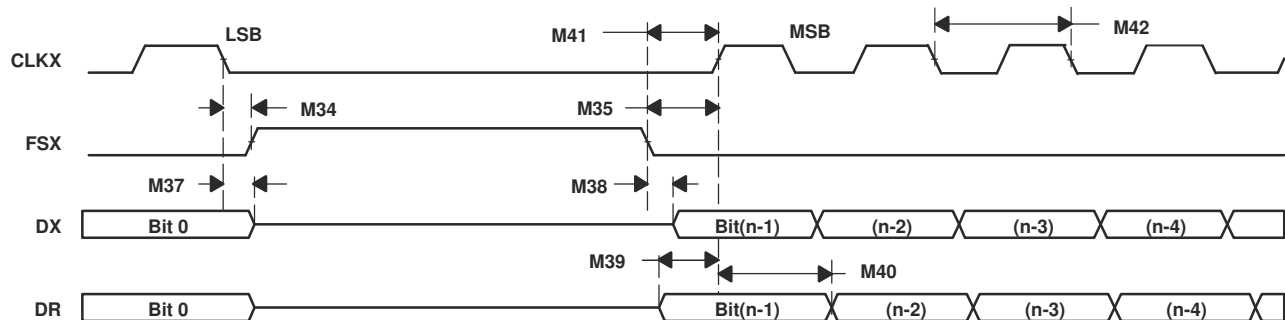 LSB M41 MSB M42
CLKX
M34 M35
FSX
M37 M38
DX Bit 0 Bit(n-1) (n-2) (n-3) (n-4)
M39 M40
DR Bit 0 Bit(n-1) (n-2) (n-3) (n-4)